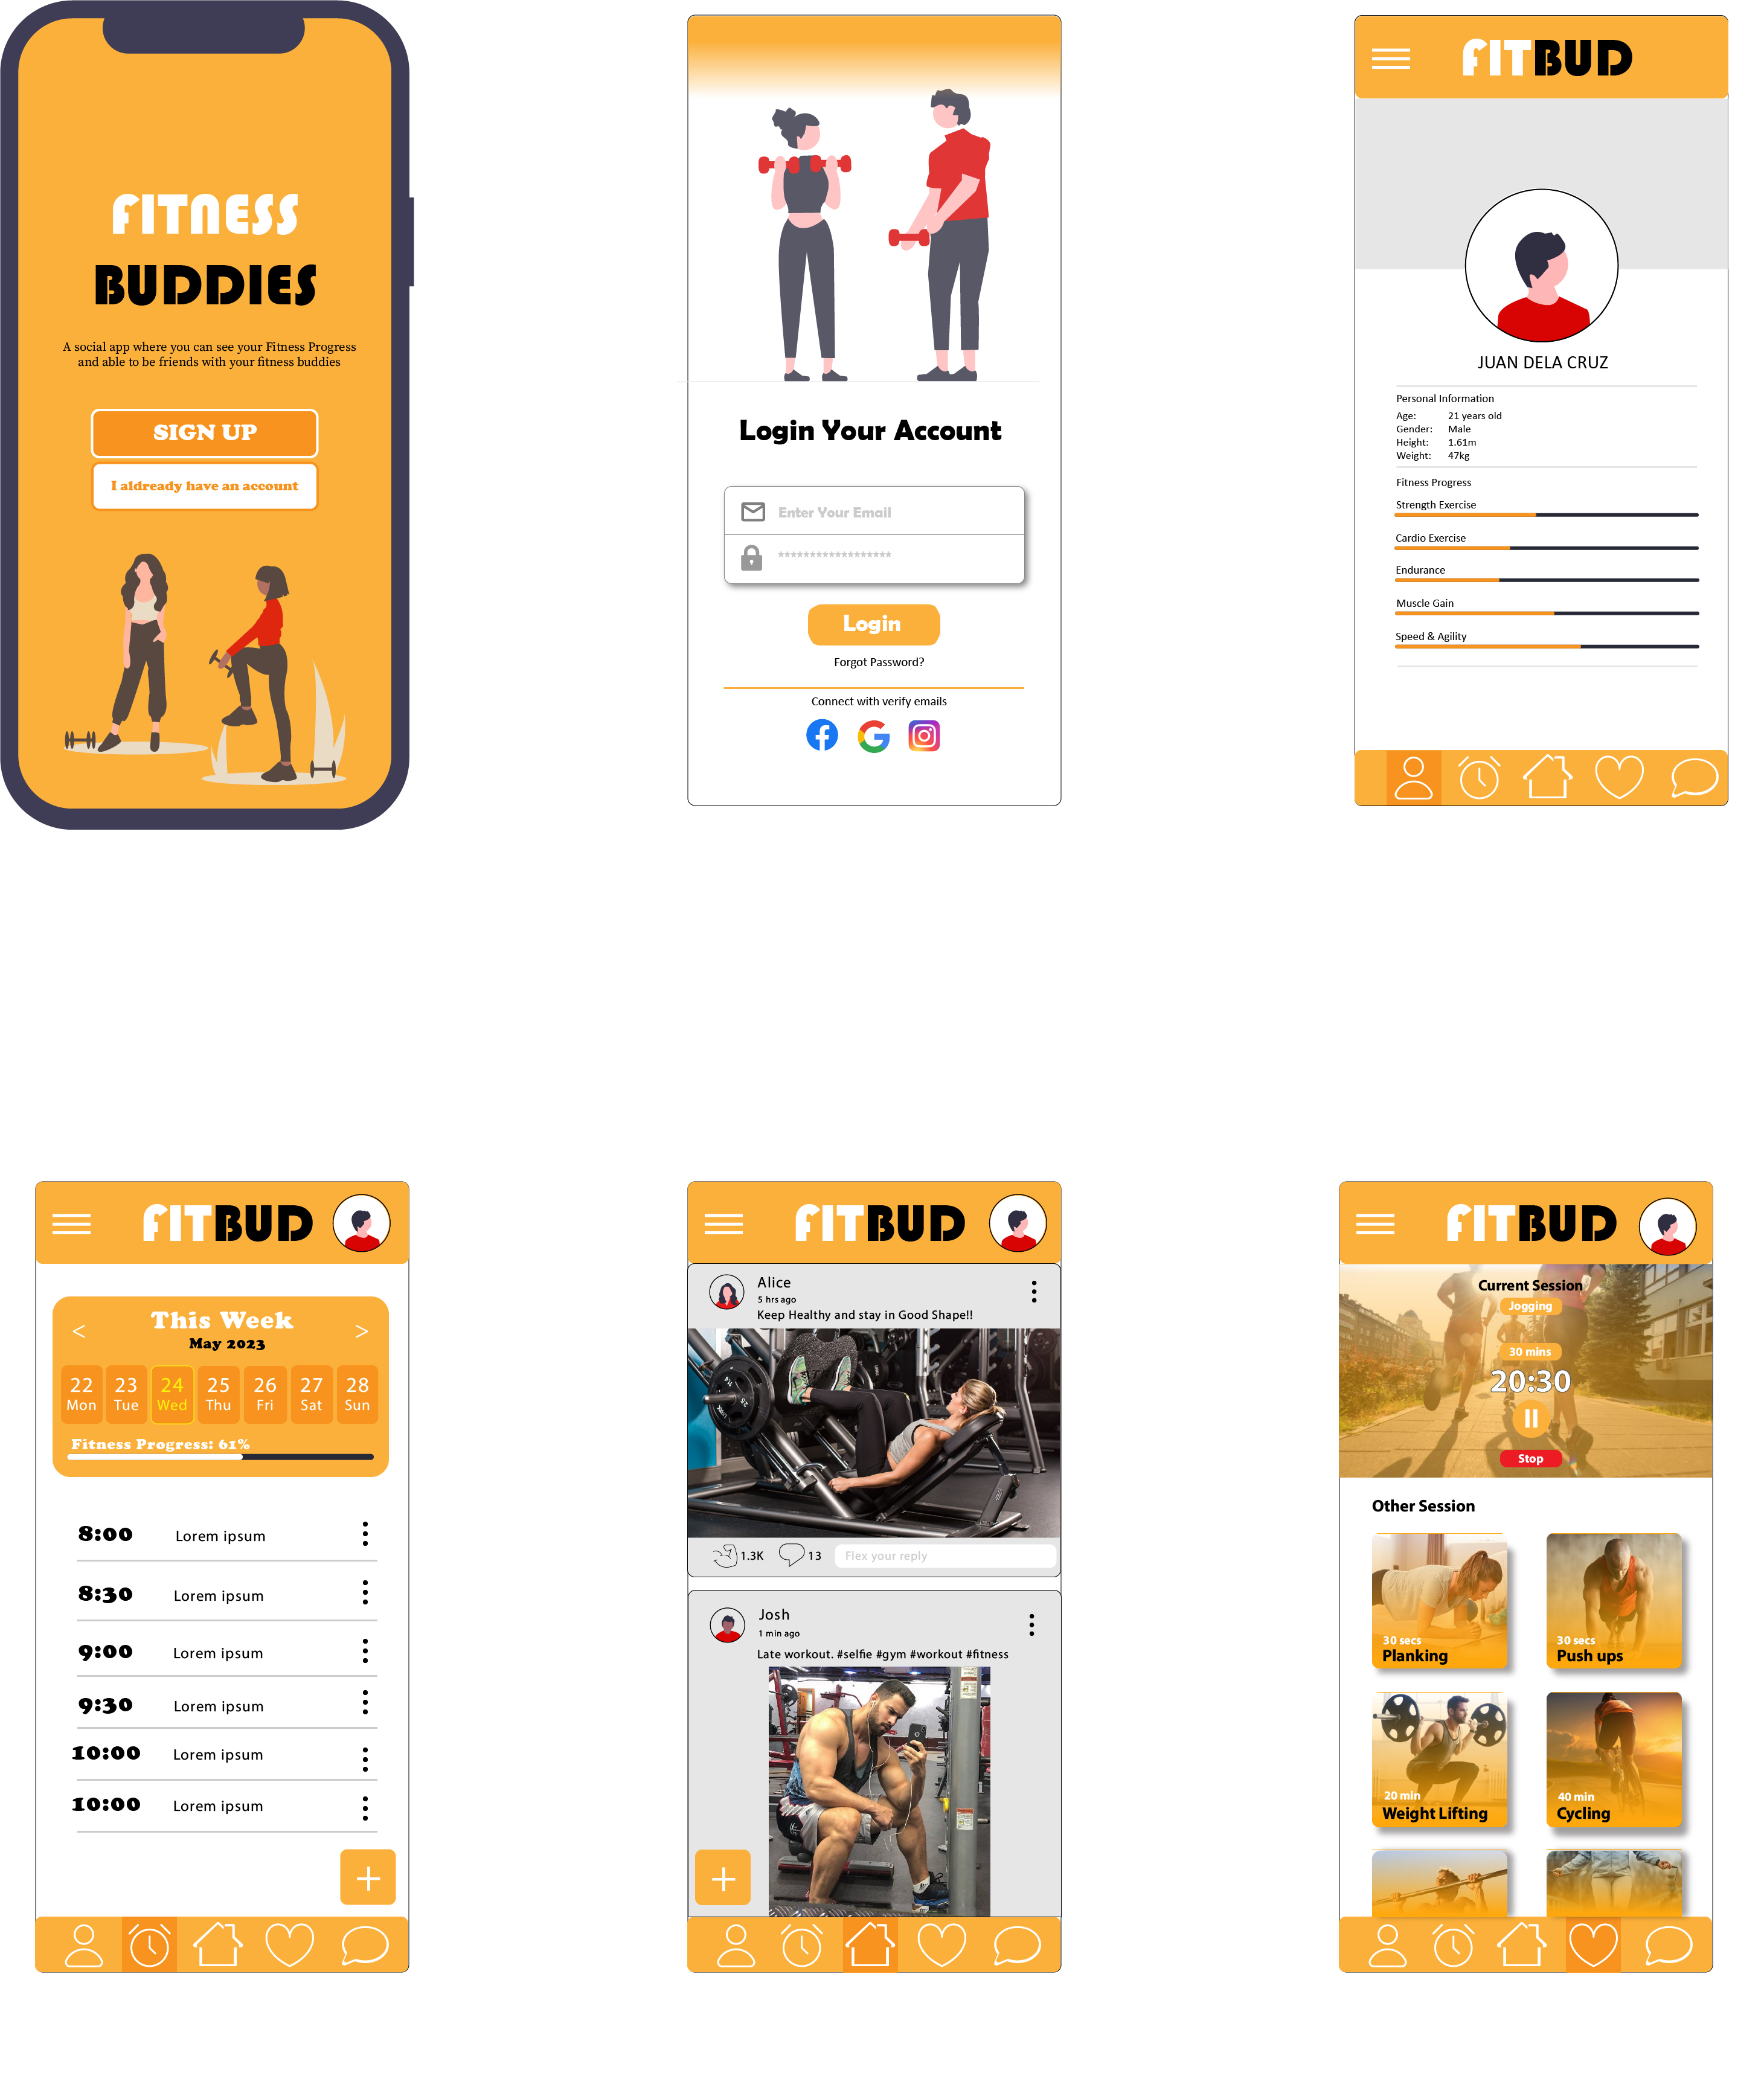 FITNESS
BUDDIES
A social app where you can see your Fitness Progress
and able to be friends with your fitness buddies
SIGN UP
I aldready have an account
Login Your Account
Enter Your Email
******************
Login
Forgot Password?
Connect with verify emails
FITBUD
JUAN DELA CRUZ
Personal Information
Age: 21 years old
Gender: Male
Height: 1.61m
Weight: 47kg
Fitness Progress
Strength Exercise
Cardio Exercise
Endurance
Muscle Gain
Speed & Agility
FITBUD
< This Week >
May 2023
22 23 24 25 26 27 28
Mon Tue Wed Thu Fri Sat Sun
Fitness Progress: 61%
8:00 Lorem ipsum
8:30 Lorem ipsum
9:00 Lorem ipsum
9:30 Lorem ipsum
10:00 Lorem ipsum
10:00 Lorem ipsum
+
FITBUD
Alice
5 hrs ago
Keep Healthy and stay in Good Shape!!
1.3K 13 Flex your reply
Josh
1 min ago
Late workout. #selfie #gym #workout #fitness
+
FITBUD
Current Session
Jogging
30 mins
20:30
Stop
Other Session
30 secs
Planking
30 secs
Push ups
20 min
Weight Lifting
40 min
Cycling